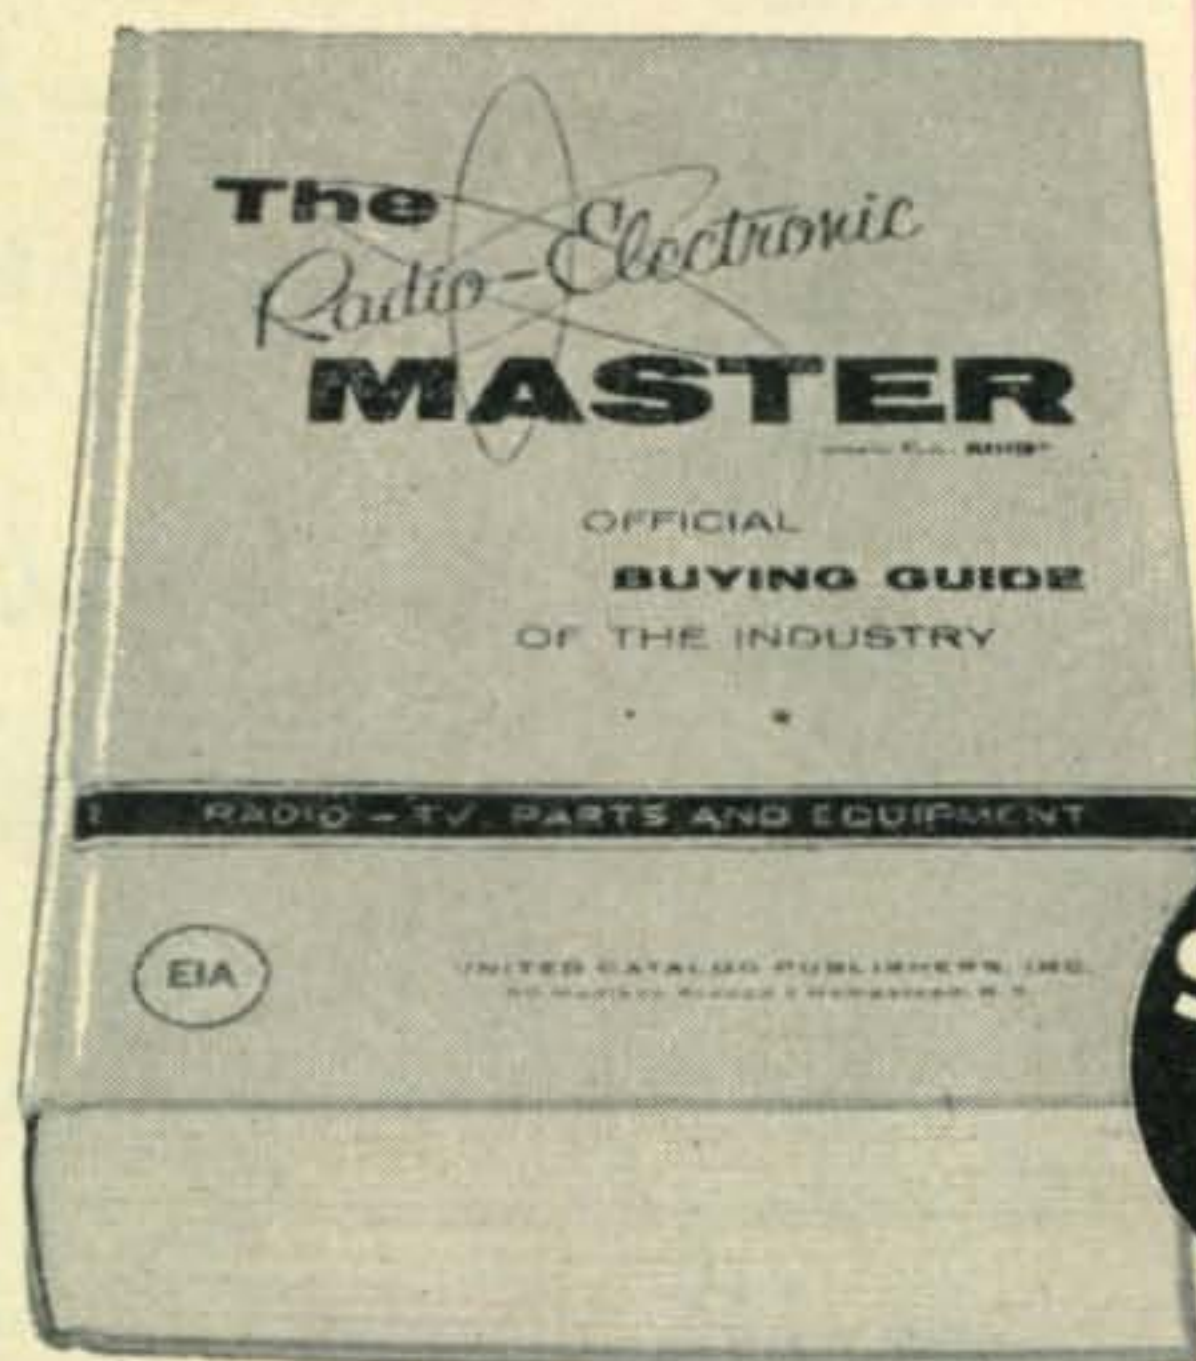 The
Radio-Electronic
MASTER
MASTER
OFFICIAL
BUYING GUIDE
OF THE INDUSTRY
RADIO - TV. PARTS AND EQUIPMENT
EIA
UNITED CATALOG PUBLISHERS, INC.